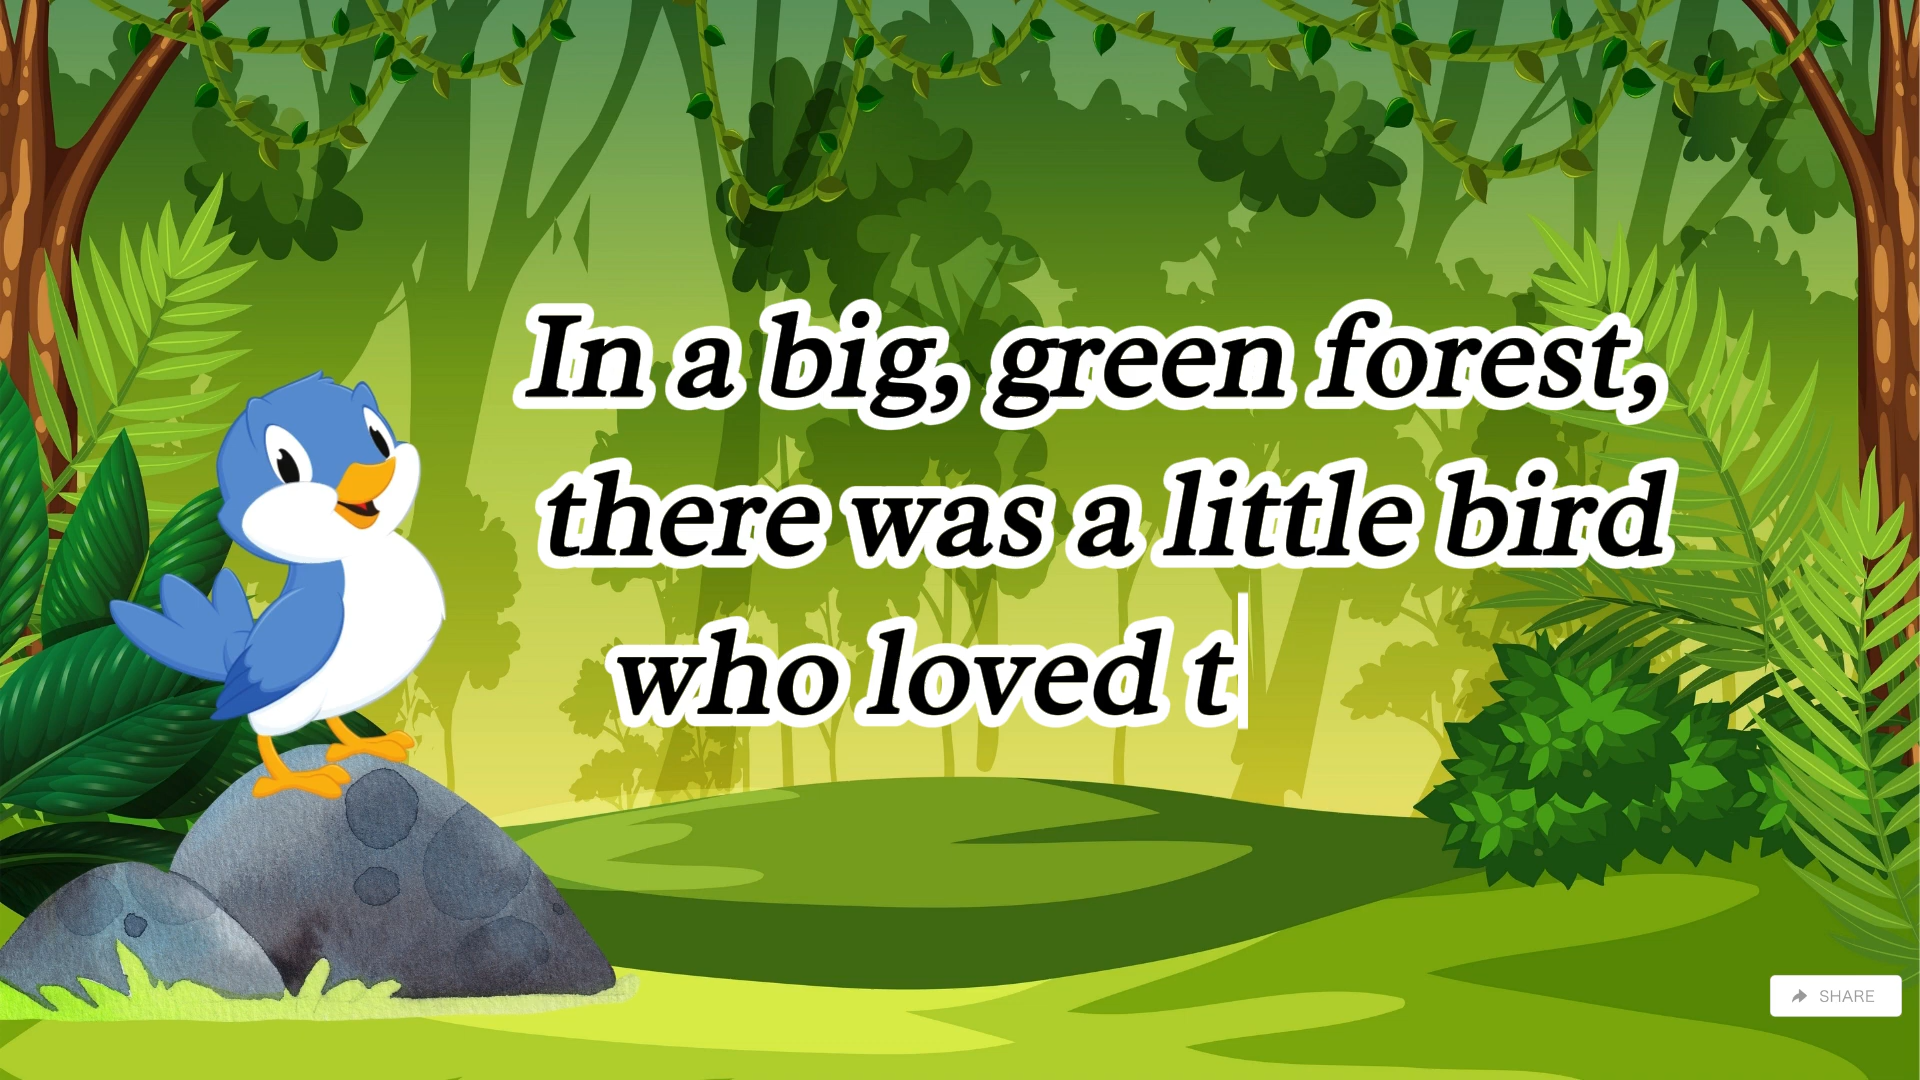 In a big, green forest,
there was a little bird
who loved t
SHARE